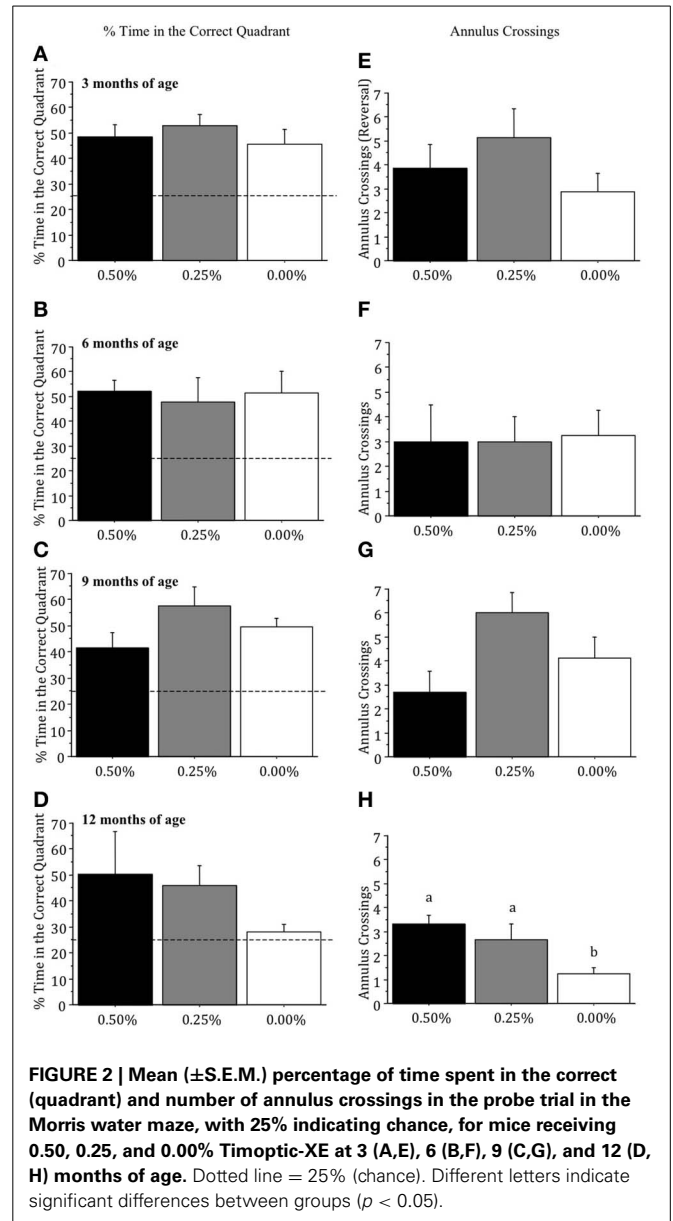 % Time in the Correct Quadrant
Annulus Crossings
A
3 months of age
% Time in the Correct Quadrant
70
60
50
40
30
20
10
0
0.50% 0.25% 0.00%
E
Annulus Crossings (Reversal)
7
6
5
4
3
2
1
0
0.50% 0.25% 0.00%
B
6 months of age
% Time in the Correct Quadrant
70
60
50
40
30
20
10
0
0.50% 0.25% 0.00%
F
Annulus Crossings
7
6
5
4
3
2
1
0
0.50% 0.25% 0.00%
C
9 months of age
% Time in the Correct Quadrant
70
60
50
40
30
20
10
0
0.50% 0.25% 0.00%
G
Annulus Crossings
7
6
5
4
3
2
1
0
0.50% 0.25% 0.00%
D
12 months of age
% Time in the Correct Quadrant
70
60
50
40
30
20
10
0
0.50% 0.25% 0.00%
H
Annulus Crossings
7
6
5
4
3
2
1
0
a a b
0.50% 0.25% 0.00%
FIGURE 2 | Mean (±S.E.M.) percentage of time spent in the correct
(quadrant) and number of annulus crossings in the probe trial in the
Morris water maze, with 25% indicating chance, for mice receiving
0.50, 0.25, and 0.00% Timoptic-XE at 3 (A,E), 6 (B,F), 9 (C,G), and 12 (D,
H) months of age. Dotted line = 25% (chance). Different letters indicate
significant differences between groups (p < 0.05).